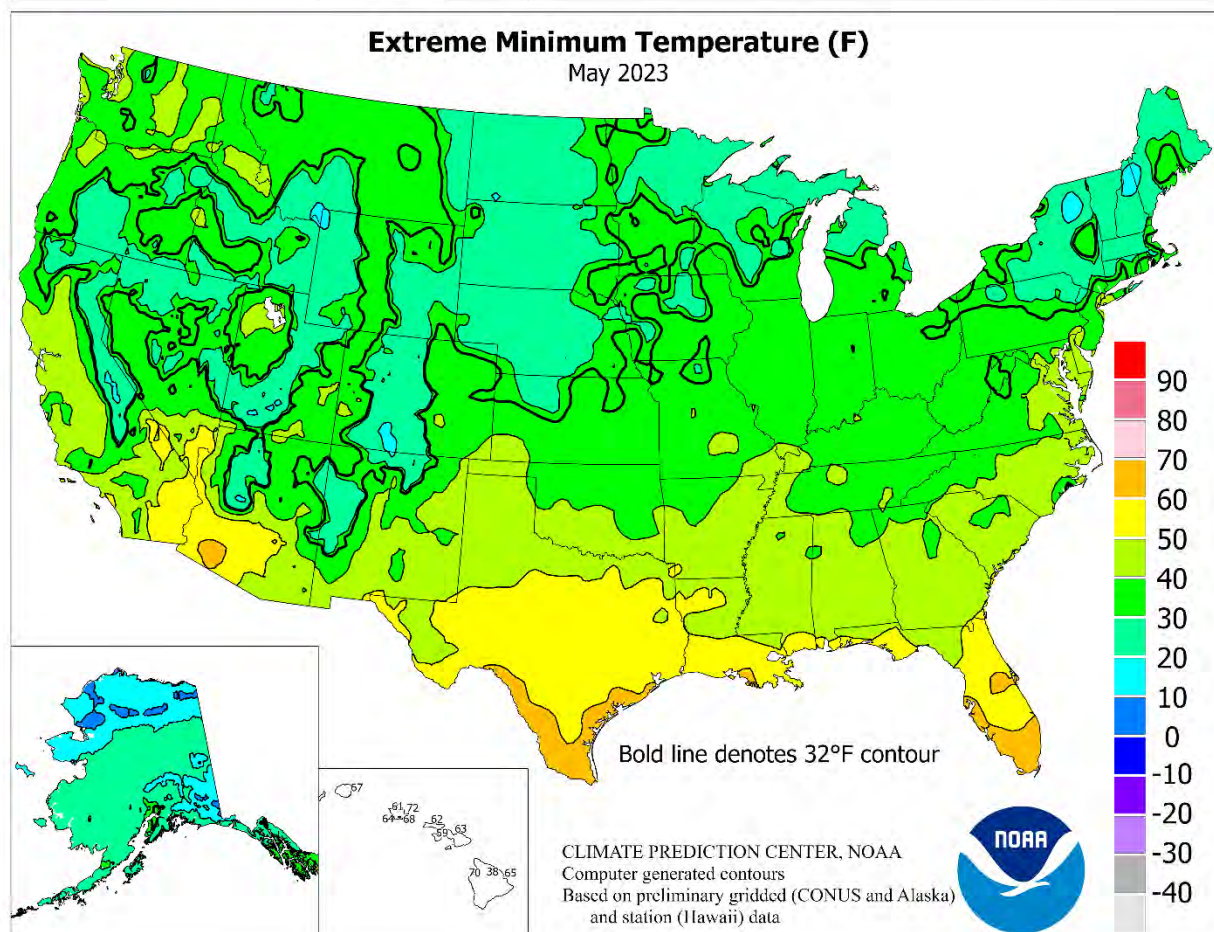 Extreme Minimum Temperature (F)
May 2023
90
80
70
60
50
40
30
20
10
0
-10
-20
-30
-40
Bold line denotes 32°F contour
67
61 72
64 68
62
59 63
70 38 65
CLIMATE PREDICTION CENTER, NOAA
Computer generated contours
Based on preliminary gridded (CONUS and Alaska)
and station (Hawaii) data
NOAA